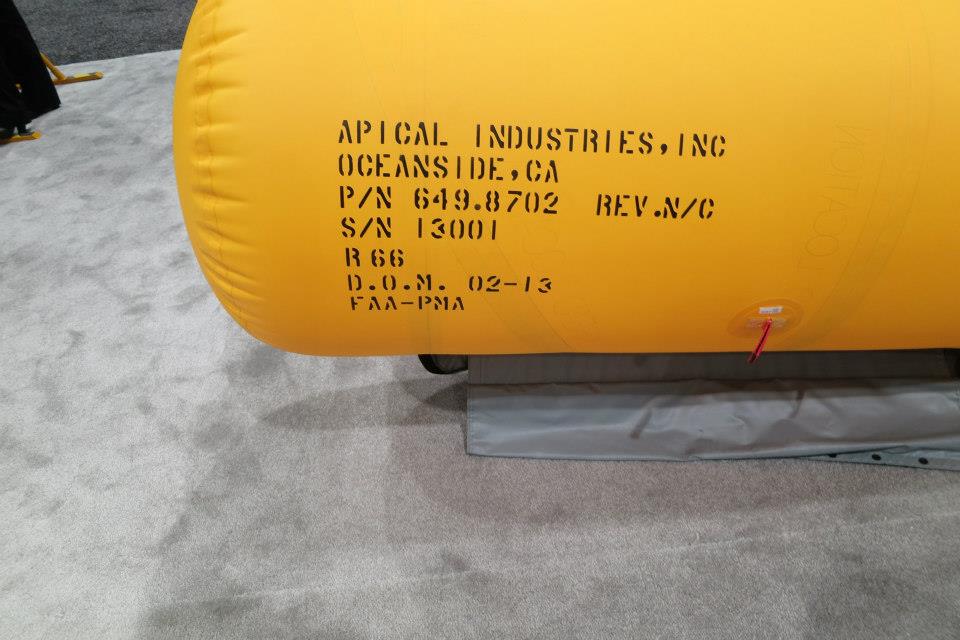 APICAL INDUSTRIES,INC
OCEANSIDE,CA
P/N 649.8702 REV.N/C
S/N 13001
R66
D.O.M. 02-13
FAA-PMA